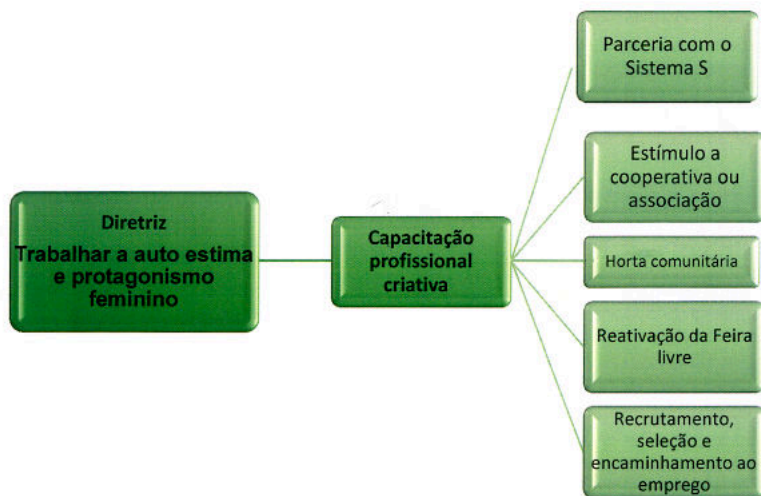 Diretriz
Trabalhar a auto estima
e protagonismo
feminino
Capacitação
profissional
criativa
Parceria com o
Sistema S
Estímulo a
cooperativa ou
associação
Horta comunitária
Reativação da Feira
livre
Recrutamento,
seleção e
encaminhamento ao
emprego